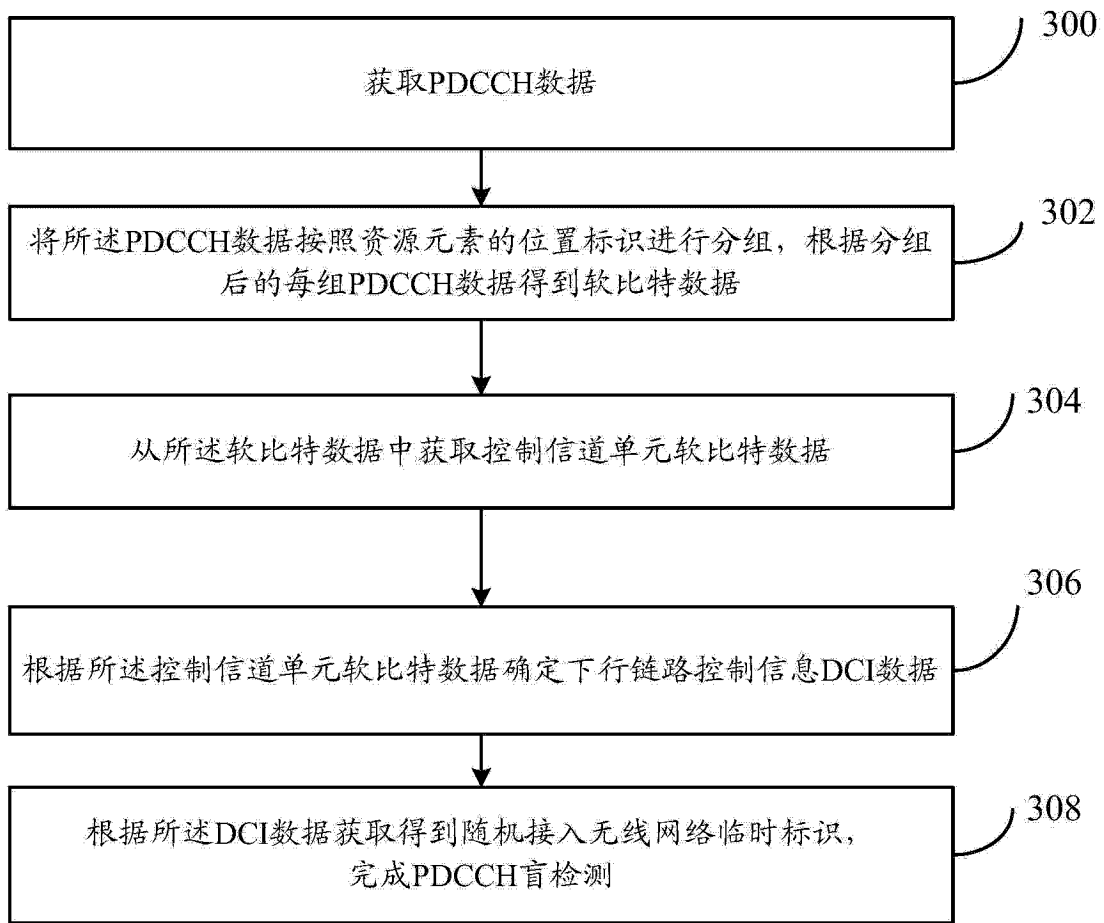 300
获取PDCCH数据
302
将所述PDCCH数据按照资源元素的位置标识进行分组，根据分组
后的每组PDCCH数据得到软比特数据
304
从所述软比特数据中获取控制信道单元软比特数据
306
根据所述控制信道单元软比特数据确定下行链路控制信息DCI数据
308
根据所述DCI数据获取得到随机接入无线网络临时标识，
完成PDCCH盲检测